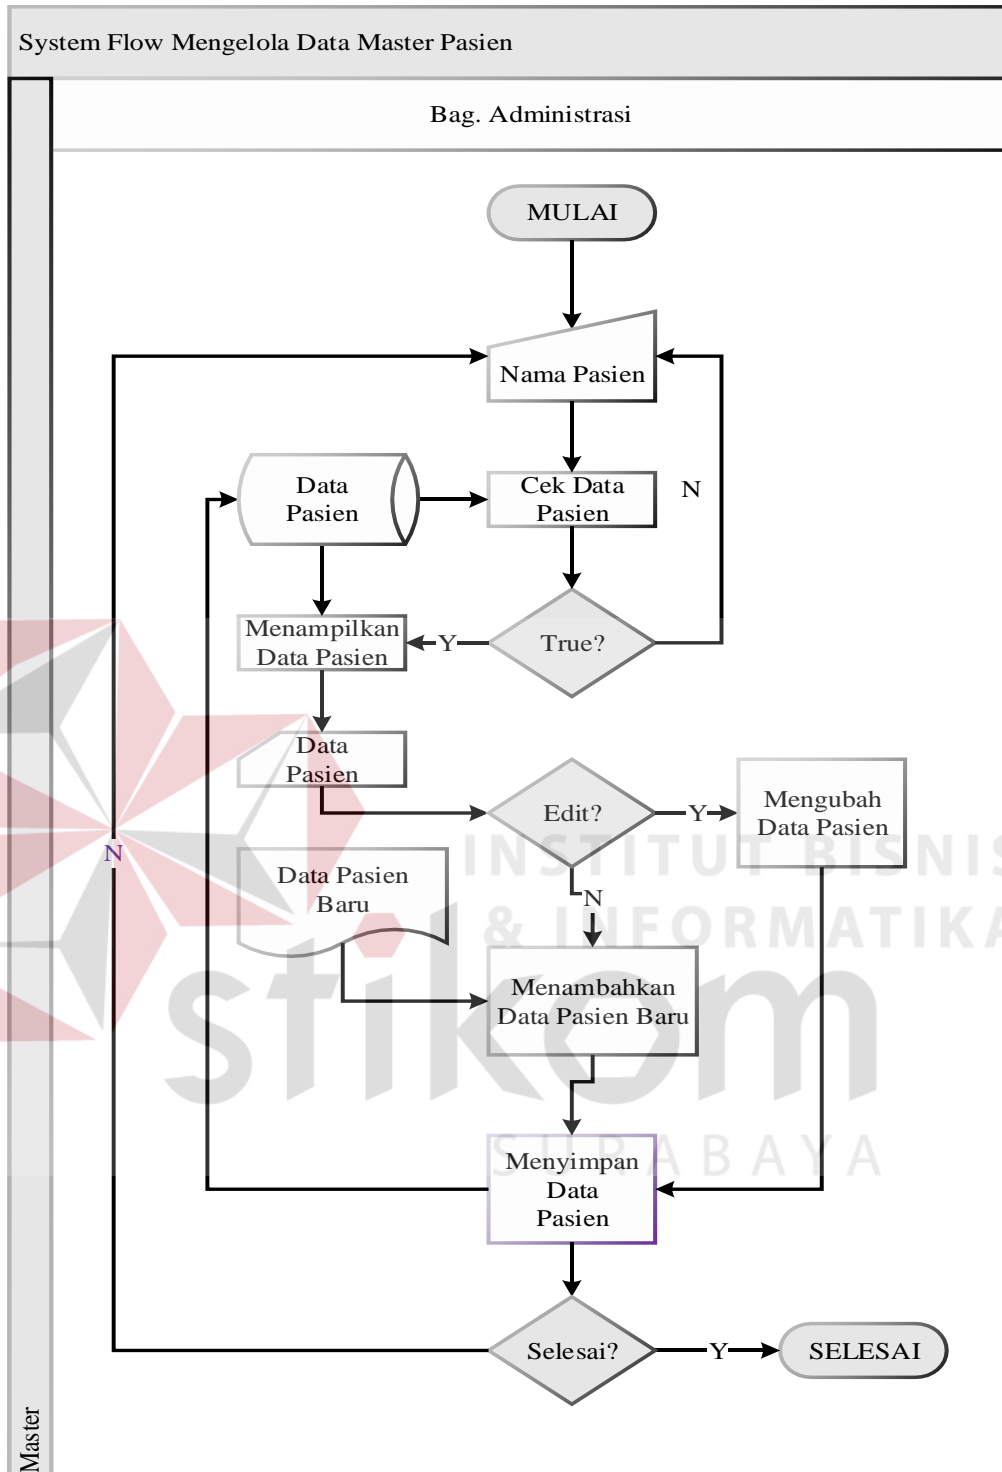 System Flow Mengelola Data Master Pasien
Bag. Administrasi
MULAI
Nama Pasien
Data
Pasien
Cek Data
Pasien
N
Menampilkan
Data Pasien
Y
True?
Data
Pasien
Edit?
Y
Mengubah
Data Pasien
N
Data Pasien
Baru
N
INSTITUT BISNIS
& INFORMATIKA
Menambahkan
Data Pasien Baru
stikom
SURABAYA
Menyimpan
Data
Pasien
Selesai?
Y
SELESAI
Master